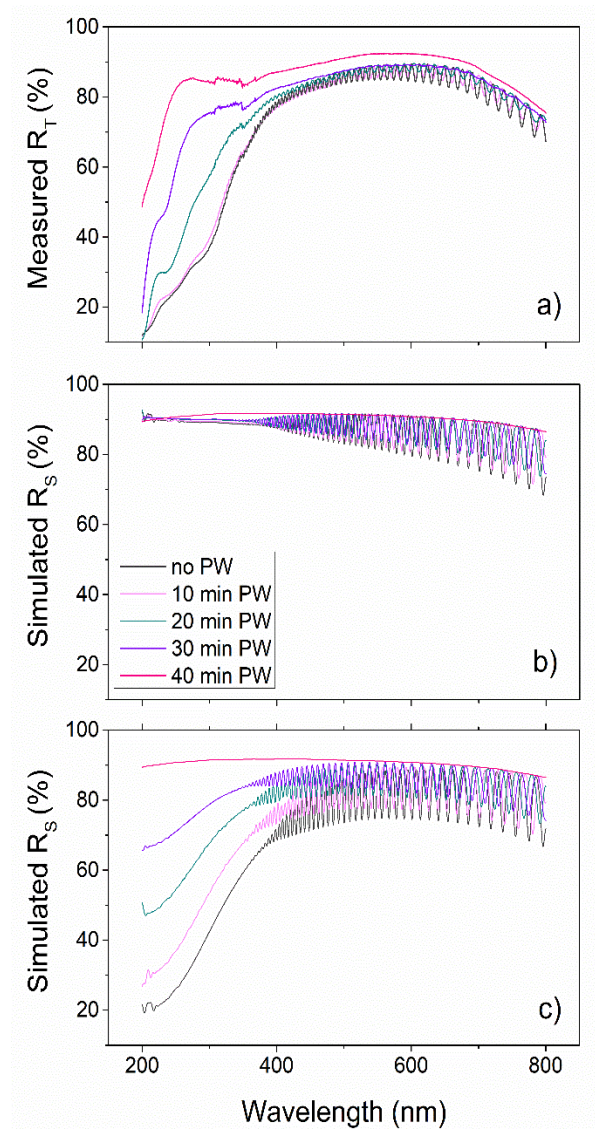 100
80
60
40
20
Measured R_T (%)
a)
100
80
60
40
20
Simulated R_S (%)
no PW
10 min PW
20 min PW
30 min PW
40 min PW
b)
100
80
60
40
20
Simulated R_S (%)
c)
200 400 600 800
Wavelength (nm)